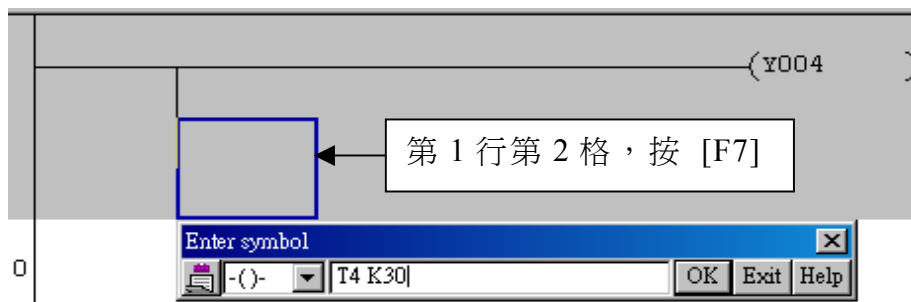 (Y004 )
第 1 行第 2 格，按 [F7]
Enter symbol
-( )- T4 K30 OK Exit Help
0